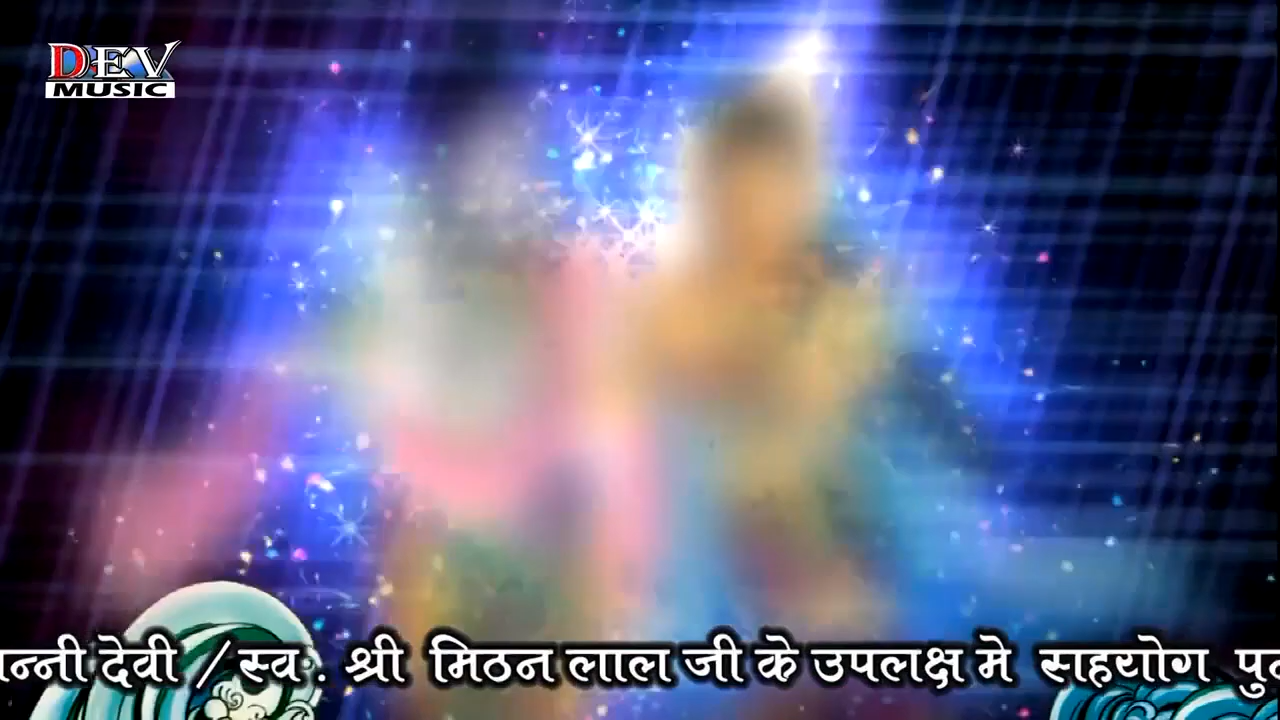 DEV
MUSIC
देवी / स्व. श्री मिठन लाल जी के उपलक्ष मे सहयोग